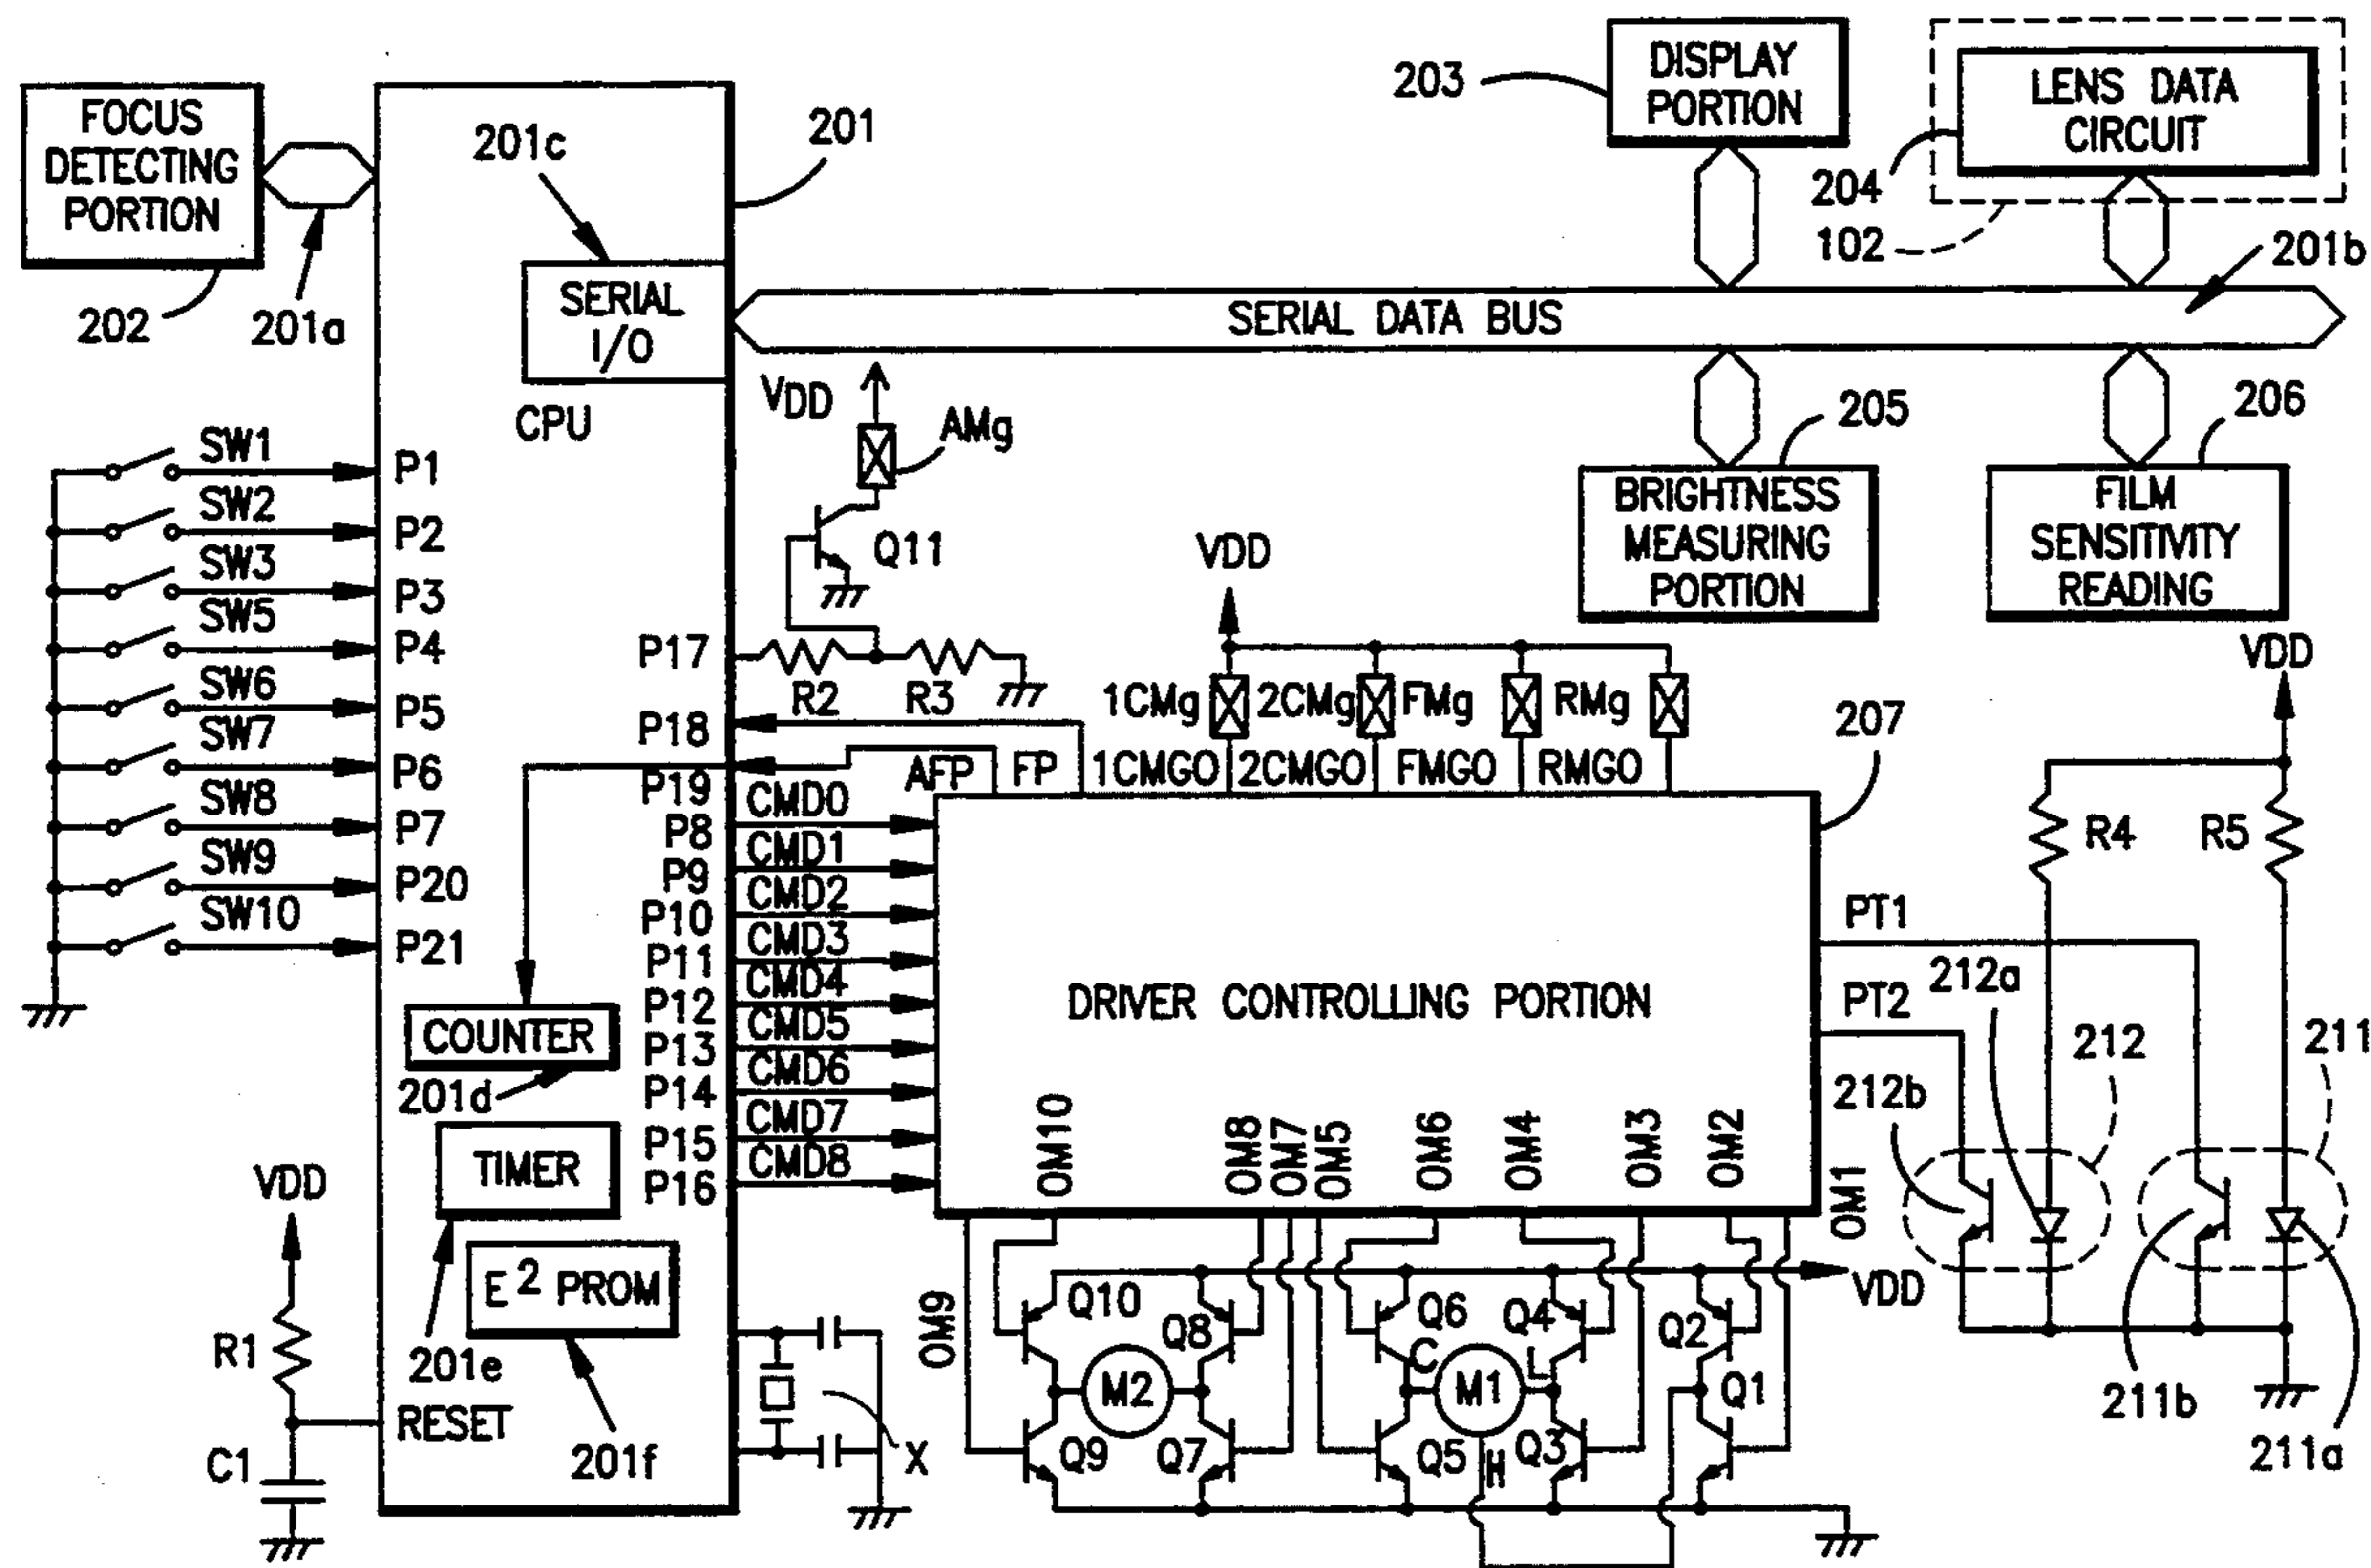 FOCUS
DETECTING
PORTION
202
201a
201c
201
SERIAL
I/O
CPU
203
DISPLAY
PORTION
LENS DATA
CIRCUIT
204
102
201b
SERIAL DATA BUS
205
BRIGHTNESS
MEASURING
PORTION
206
FILM
SENSITIVITY
READING
VDD
AMg
Q11
SW1
P1
SW2
P2
SW3
P3
SW5
P4
SW6
P5
SW7
P6
SW8
P7
SW9
P20
SW10
P21
P17
R2
R3
P18
P19
AFP
FP
VDD
1CMg
2CMg
FMg
RMg
1CMGO
2CMGO
FMGO
RMGO
207
P8
CMD0
P9
CMD1
P10
CMD2
P11
CMD3
P12
CMD4
P13
CMD5
P14
CMD6
P15
CMD7
P16
CMD8
DRIVER CONTROLLING PORTION
COUNTER
201d
TIMER
201e
E2 PROM
201f
VDD
R1
RESET
C1
X
VDD
R4
R5
PT1
PT2
212a
212
211
212b
211b
211a
OM10
OM8
OM7
OM5
OM6
OM4
OM3
OM2
OM1
OM9
VDD
Q10
Q8
Q6
Q4
Q2
M2
C
M1
L
Q1
Q9
Q7
Q5
H
Q3